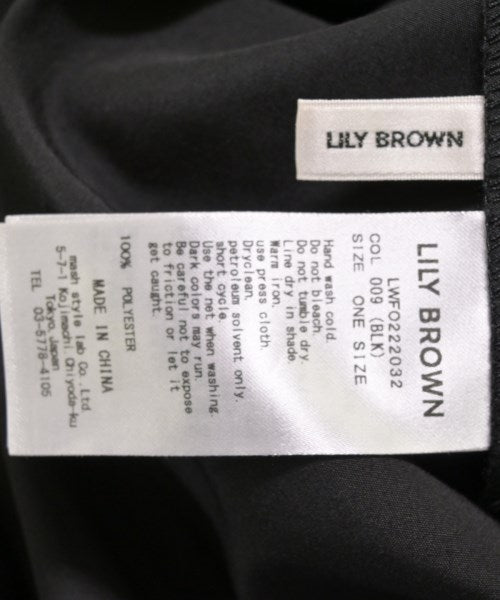 LILY BROWN
LILY BROWN
LWFO222032
COL 009 (BLK)
SIZE ONE SIZE
Hand wash cold.
Do not bleach.
Do not tumble dry.
Line dry in shade.
Warm iron.
use press cloth.
Dryclean.
petroleum solvent only.
short cycle.
Use the net when washing.
Dark colors may run.
Be careful not to expose
to friction or let it
get caught.
100% POLYESTER
MADE IN CHINA
mash style lab Co.,Ltd
5-7-1 Kojimachi Chiyoda-ku
Tokyo, Japan
TEL 03-6778-4105